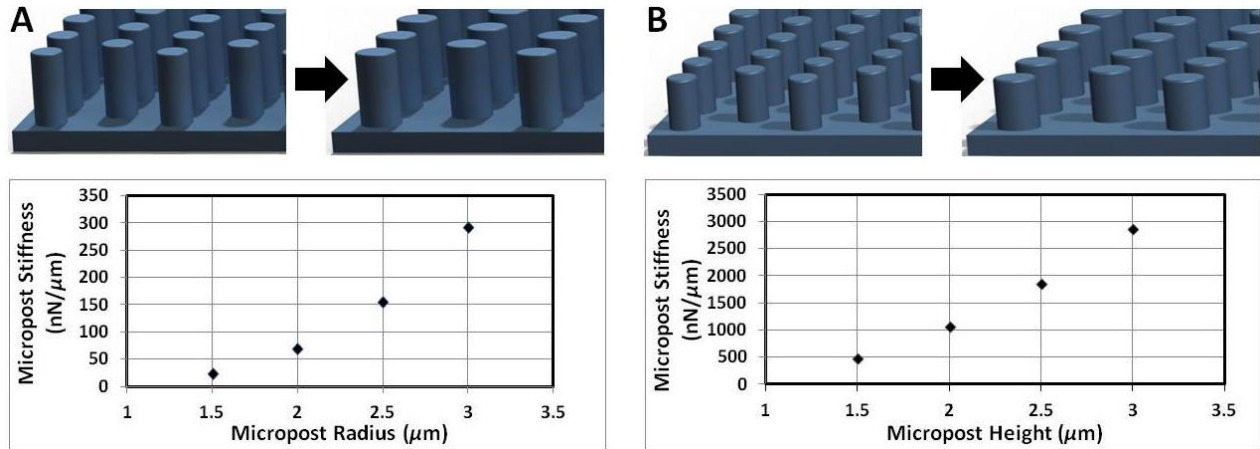 A
B
350
300
250
200
150
100
50
0
Micropost Stiffness
(nN/µm)
1 1.5 2 2.5 3 3.5
Micropost Radius (µm)
3500
3000
2500
2000
1500
1000
500
0
Micropost Stiffness
(nN/µm)
1 1.5 2 2.5 3 3.5
Micropost Height (µm)